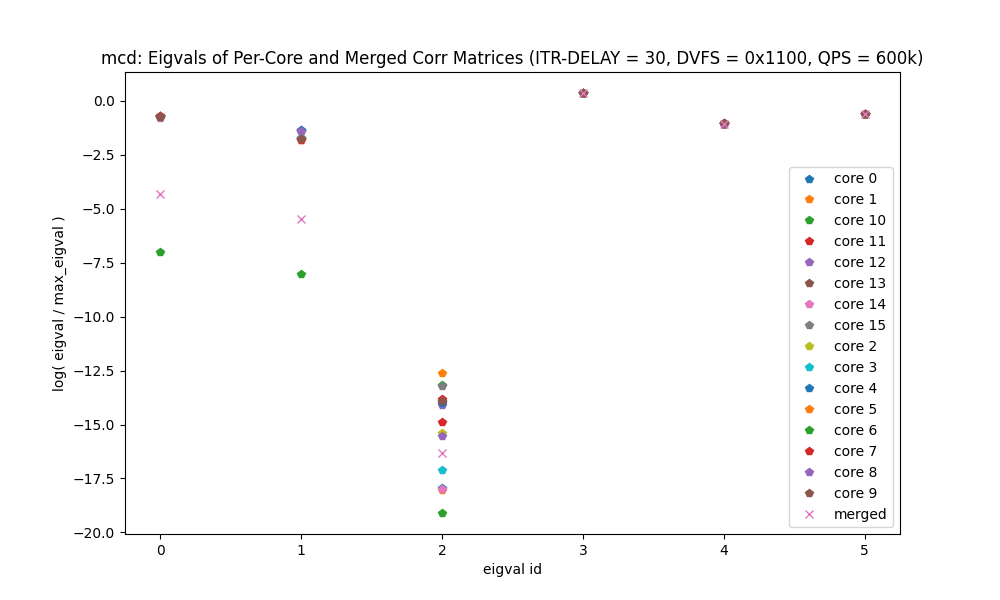 mcd: Eigvals of Per-Core and Merged Corr Matrices (ITR-DELAY = 30, DVFS = 0x1100, QPS = 600k)
log( eigval / max_eigval )
0.0
−2.5
−5.0
−7.5
−10.0
−12.5
−15.0
−17.5
−20.0
0 1 2 3 4 5
eigval id
core 0
core 1
core 10
core 11
core 12
core 13
core 14
core 15
core 2
core 3
core 4
core 5
core 6
core 7
core 8
core 9
merged